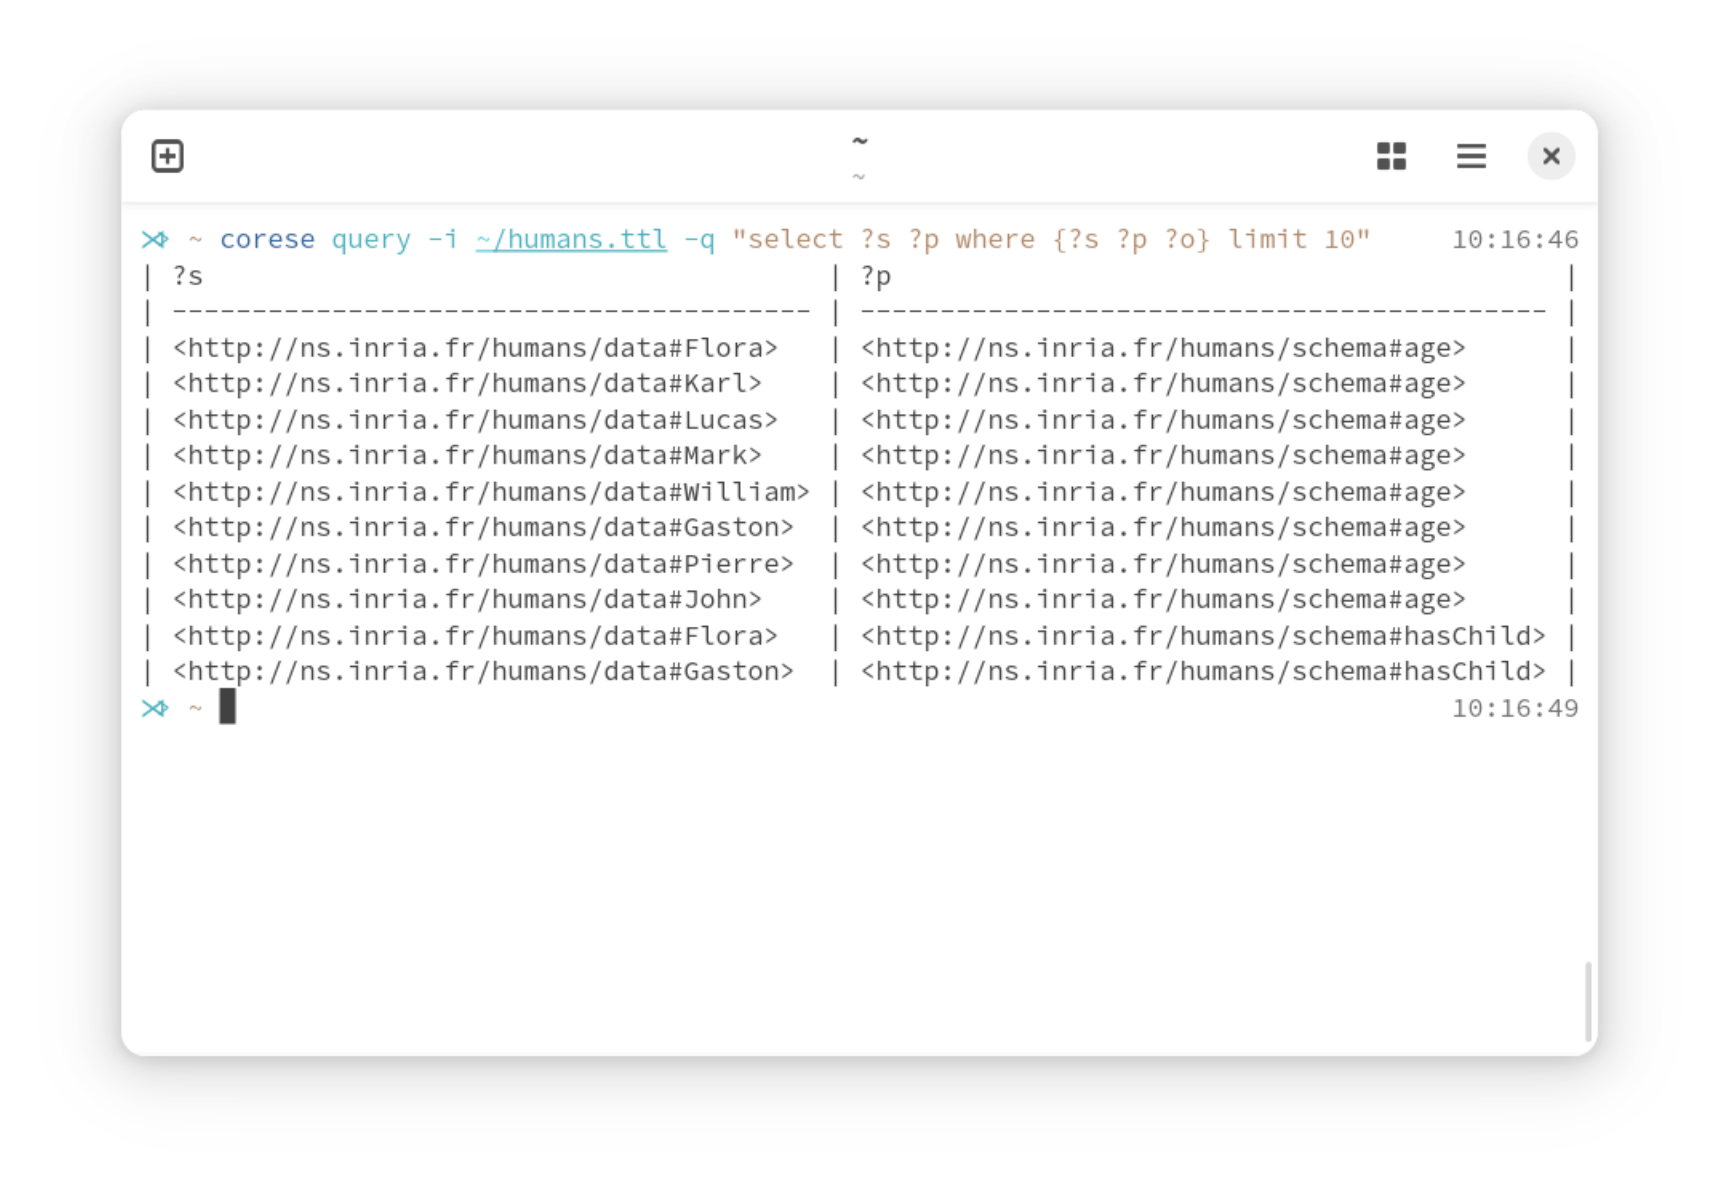 ~
~
~ corese query -i ~/humans.ttl -q "select ?s ?p where {?s ?p ?o} limit 10" 10:16:46
| ?s | ?p |
| ---------------------------------------- | ------------------------------------------- |
| <http://ns.inria.fr/humans/data#Flora> | <http://ns.inria.fr/humans/schema#age> |
| <http://ns.inria.fr/humans/data#Karl> | <http://ns.inria.fr/humans/schema#age> |
| <http://ns.inria.fr/humans/data#Lucas> | <http://ns.inria.fr/humans/schema#age> |
| <http://ns.inria.fr/humans/data#Mark> | <http://ns.inria.fr/humans/schema#age> |
| <http://ns.inria.fr/humans/data#William> | <http://ns.inria.fr/humans/schema#age> |
| <http://ns.inria.fr/humans/data#Gaston> | <http://ns.inria.fr/humans/schema#age> |
| <http://ns.inria.fr/humans/data#Pierre> | <http://ns.inria.fr/humans/schema#age> |
| <http://ns.inria.fr/humans/data#John> | <http://ns.inria.fr/humans/schema#age> |
| <http://ns.inria.fr/humans/data#Flora> | <http://ns.inria.fr/humans/schema#hasChild> |
| <http://ns.inria.fr/humans/data#Gaston> | <http://ns.inria.fr/humans/schema#hasChild> |
~ 10:16:49